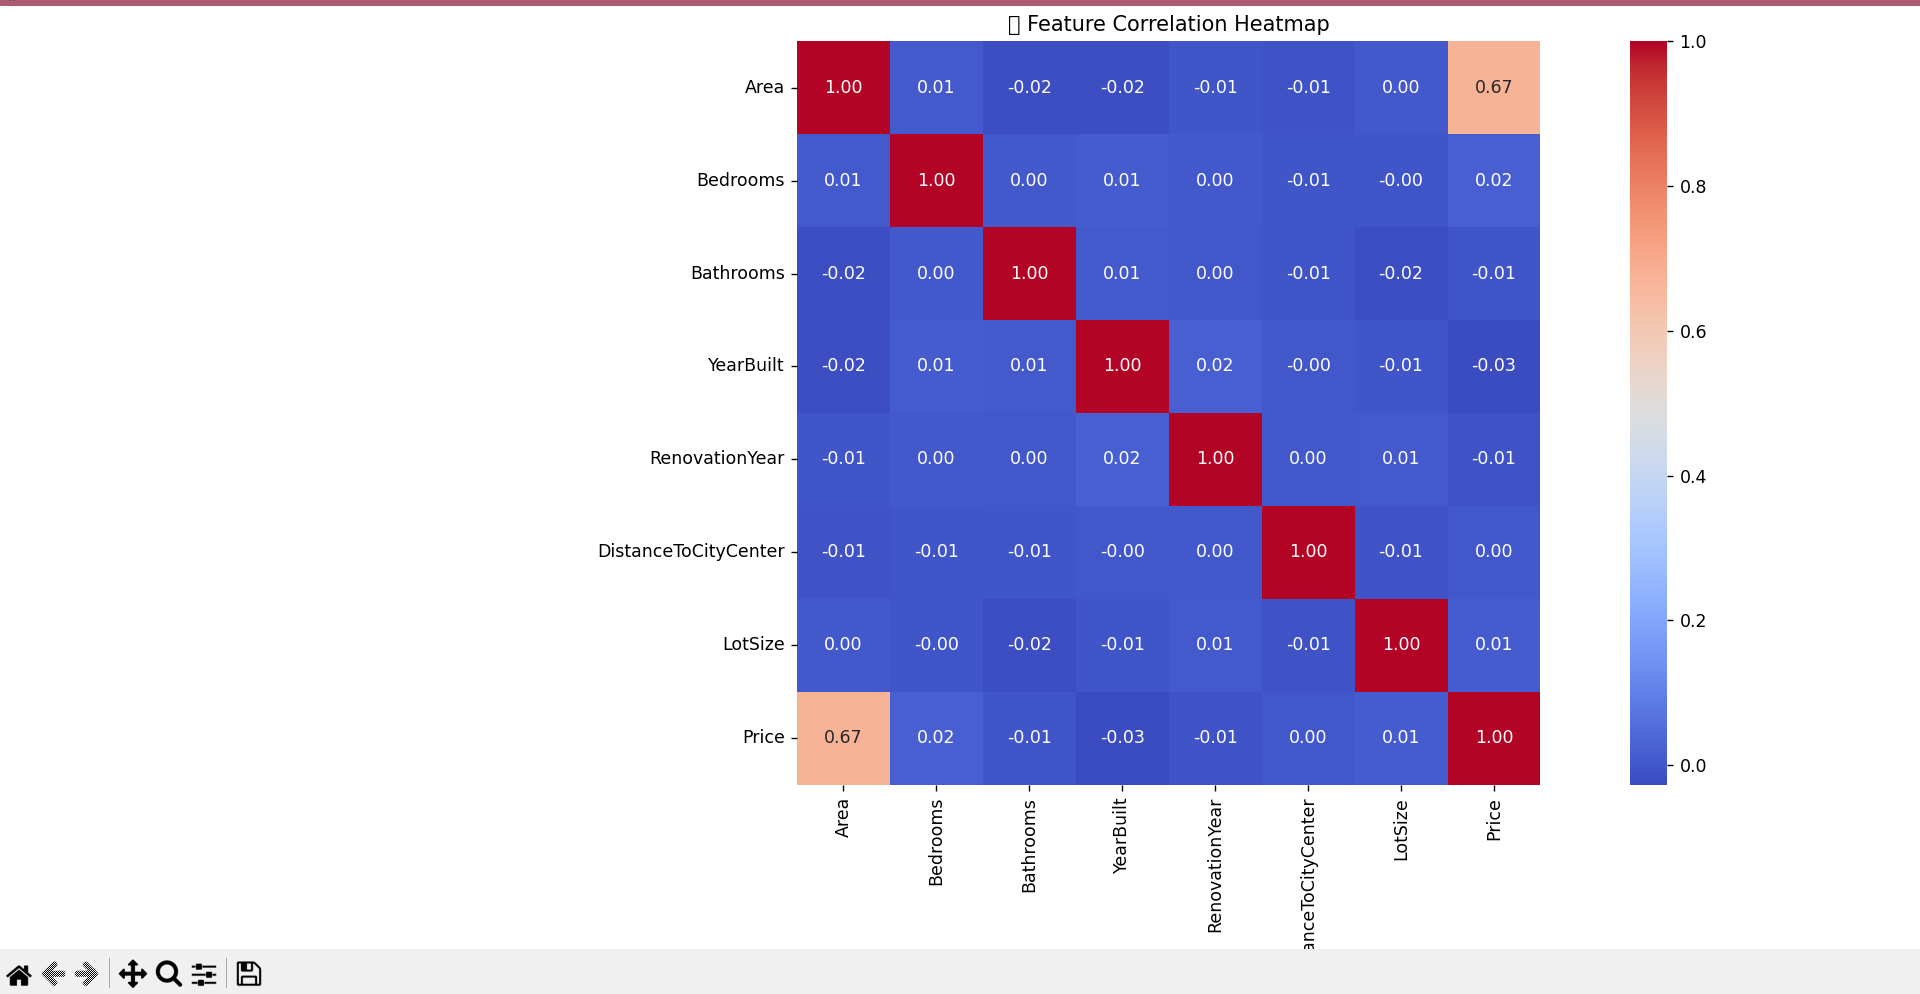 ▯ Feature Correlation Heatmap
Area 1.00 0.01 -0.02 -0.02 -0.01 -0.01 0.00 0.67
Bedrooms 0.01 1.00 0.00 0.01 0.00 -0.01 -0.00 0.02
Bathrooms -0.02 0.00 1.00 0.01 0.00 -0.01 -0.02 -0.01
YearBuilt -0.02 0.01 0.01 1.00 0.02 -0.00 -0.01 -0.03
RenovationYear -0.01 0.00 0.00 0.02 1.00 0.00 0.01 -0.01
DistanceToCityCenter -0.01 -0.01 -0.01 -0.00 0.00 1.00 -0.01 0.00
LotSize 0.00 -0.00 -0.02 -0.01 0.01 -0.01 1.00 0.01
Price 0.67 0.02 -0.01 -0.03 -0.01 0.00 0.01 1.00
Area
Bedrooms
Bathrooms
YearBuilt
RenovationYear
anceToCityCenter
LotSize
Price
1.0
0.8
0.6
0.4
0.2
0.0